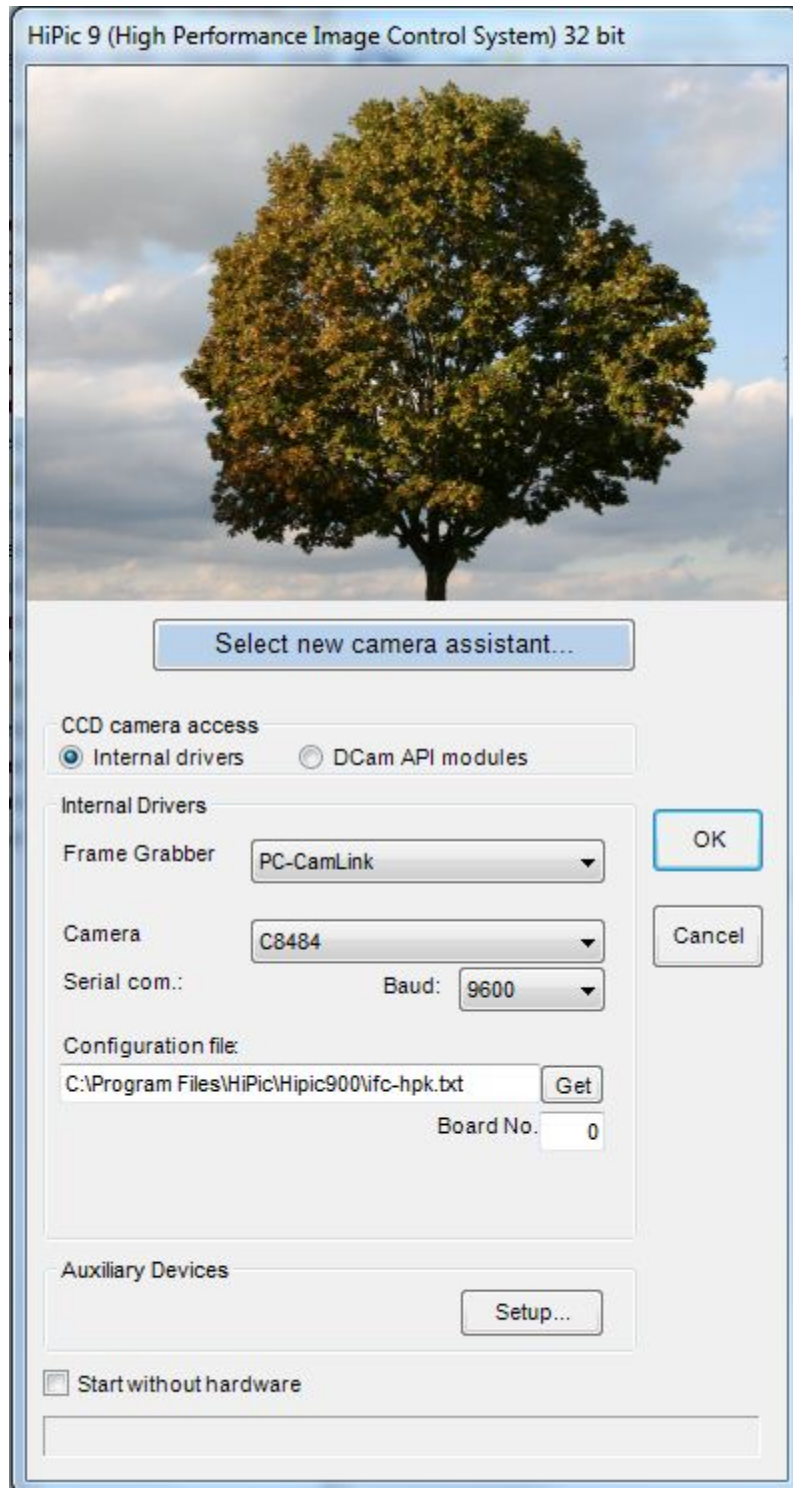 HiPic 9 (High Performance Image Control System) 32 bit
Select new camera assistant...
CCD camera access
Internal drivers
DCam API modules
Internal Drivers
Frame Grabber
PC-CamLink
OK
Camera
C8484
Cancel
Serial com.:
Baud:
9600
Configuration file:
C:\Program Files\HiPic\Hipic900\ifc-hpk.txt
Get
Board No.
0
Auxiliary Devices
Setup...
Start without hardware